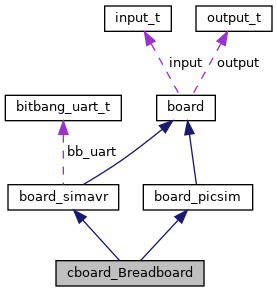 input_t
output_t
input
output
bitbang_uart_t
board
bb_uart
board_simavr
board_picsim
cboard_Breadboard